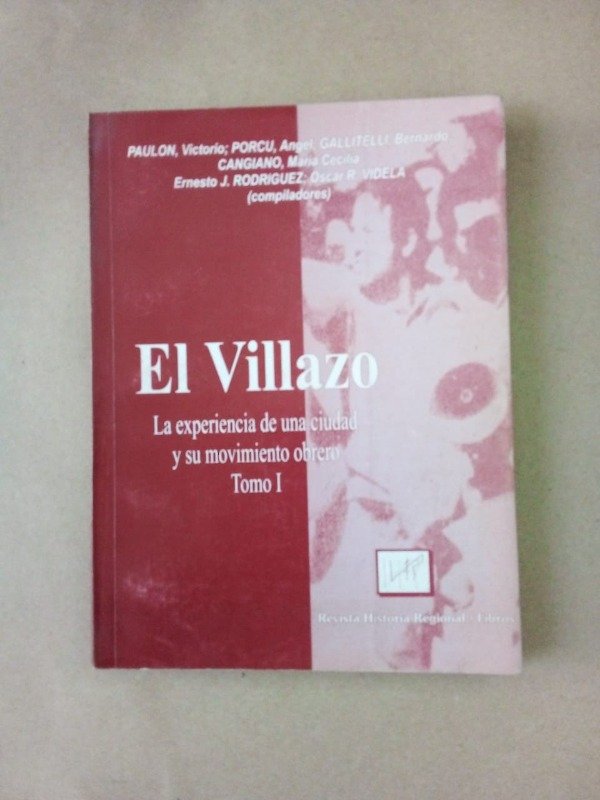 PAULON, Victorio; PORCU, Angel, GALLITELLI, Bernardo
CANGIANO, María Cecilia
Ernesto J. RODRIGUEZ; Oscar R. VIDELA
(compiladores)
El Villazo
La experiencia de una ciudad
y su movimiento obrero
Tomo I
Revista Historia Regional - Libros